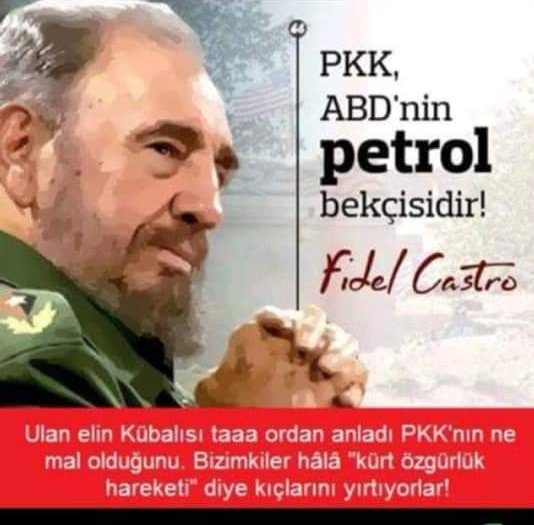 PKK,
ABD'nin
petrol
bekçisidir!
Fidel Castro
Ulan elin Kübalısı taaa ordan anladı PKK'nın ne
mal olduğunu. Bizimkiler hâlâ "kürt özgürlük
hareketi" diye kıçlarını yırtıyorlar!